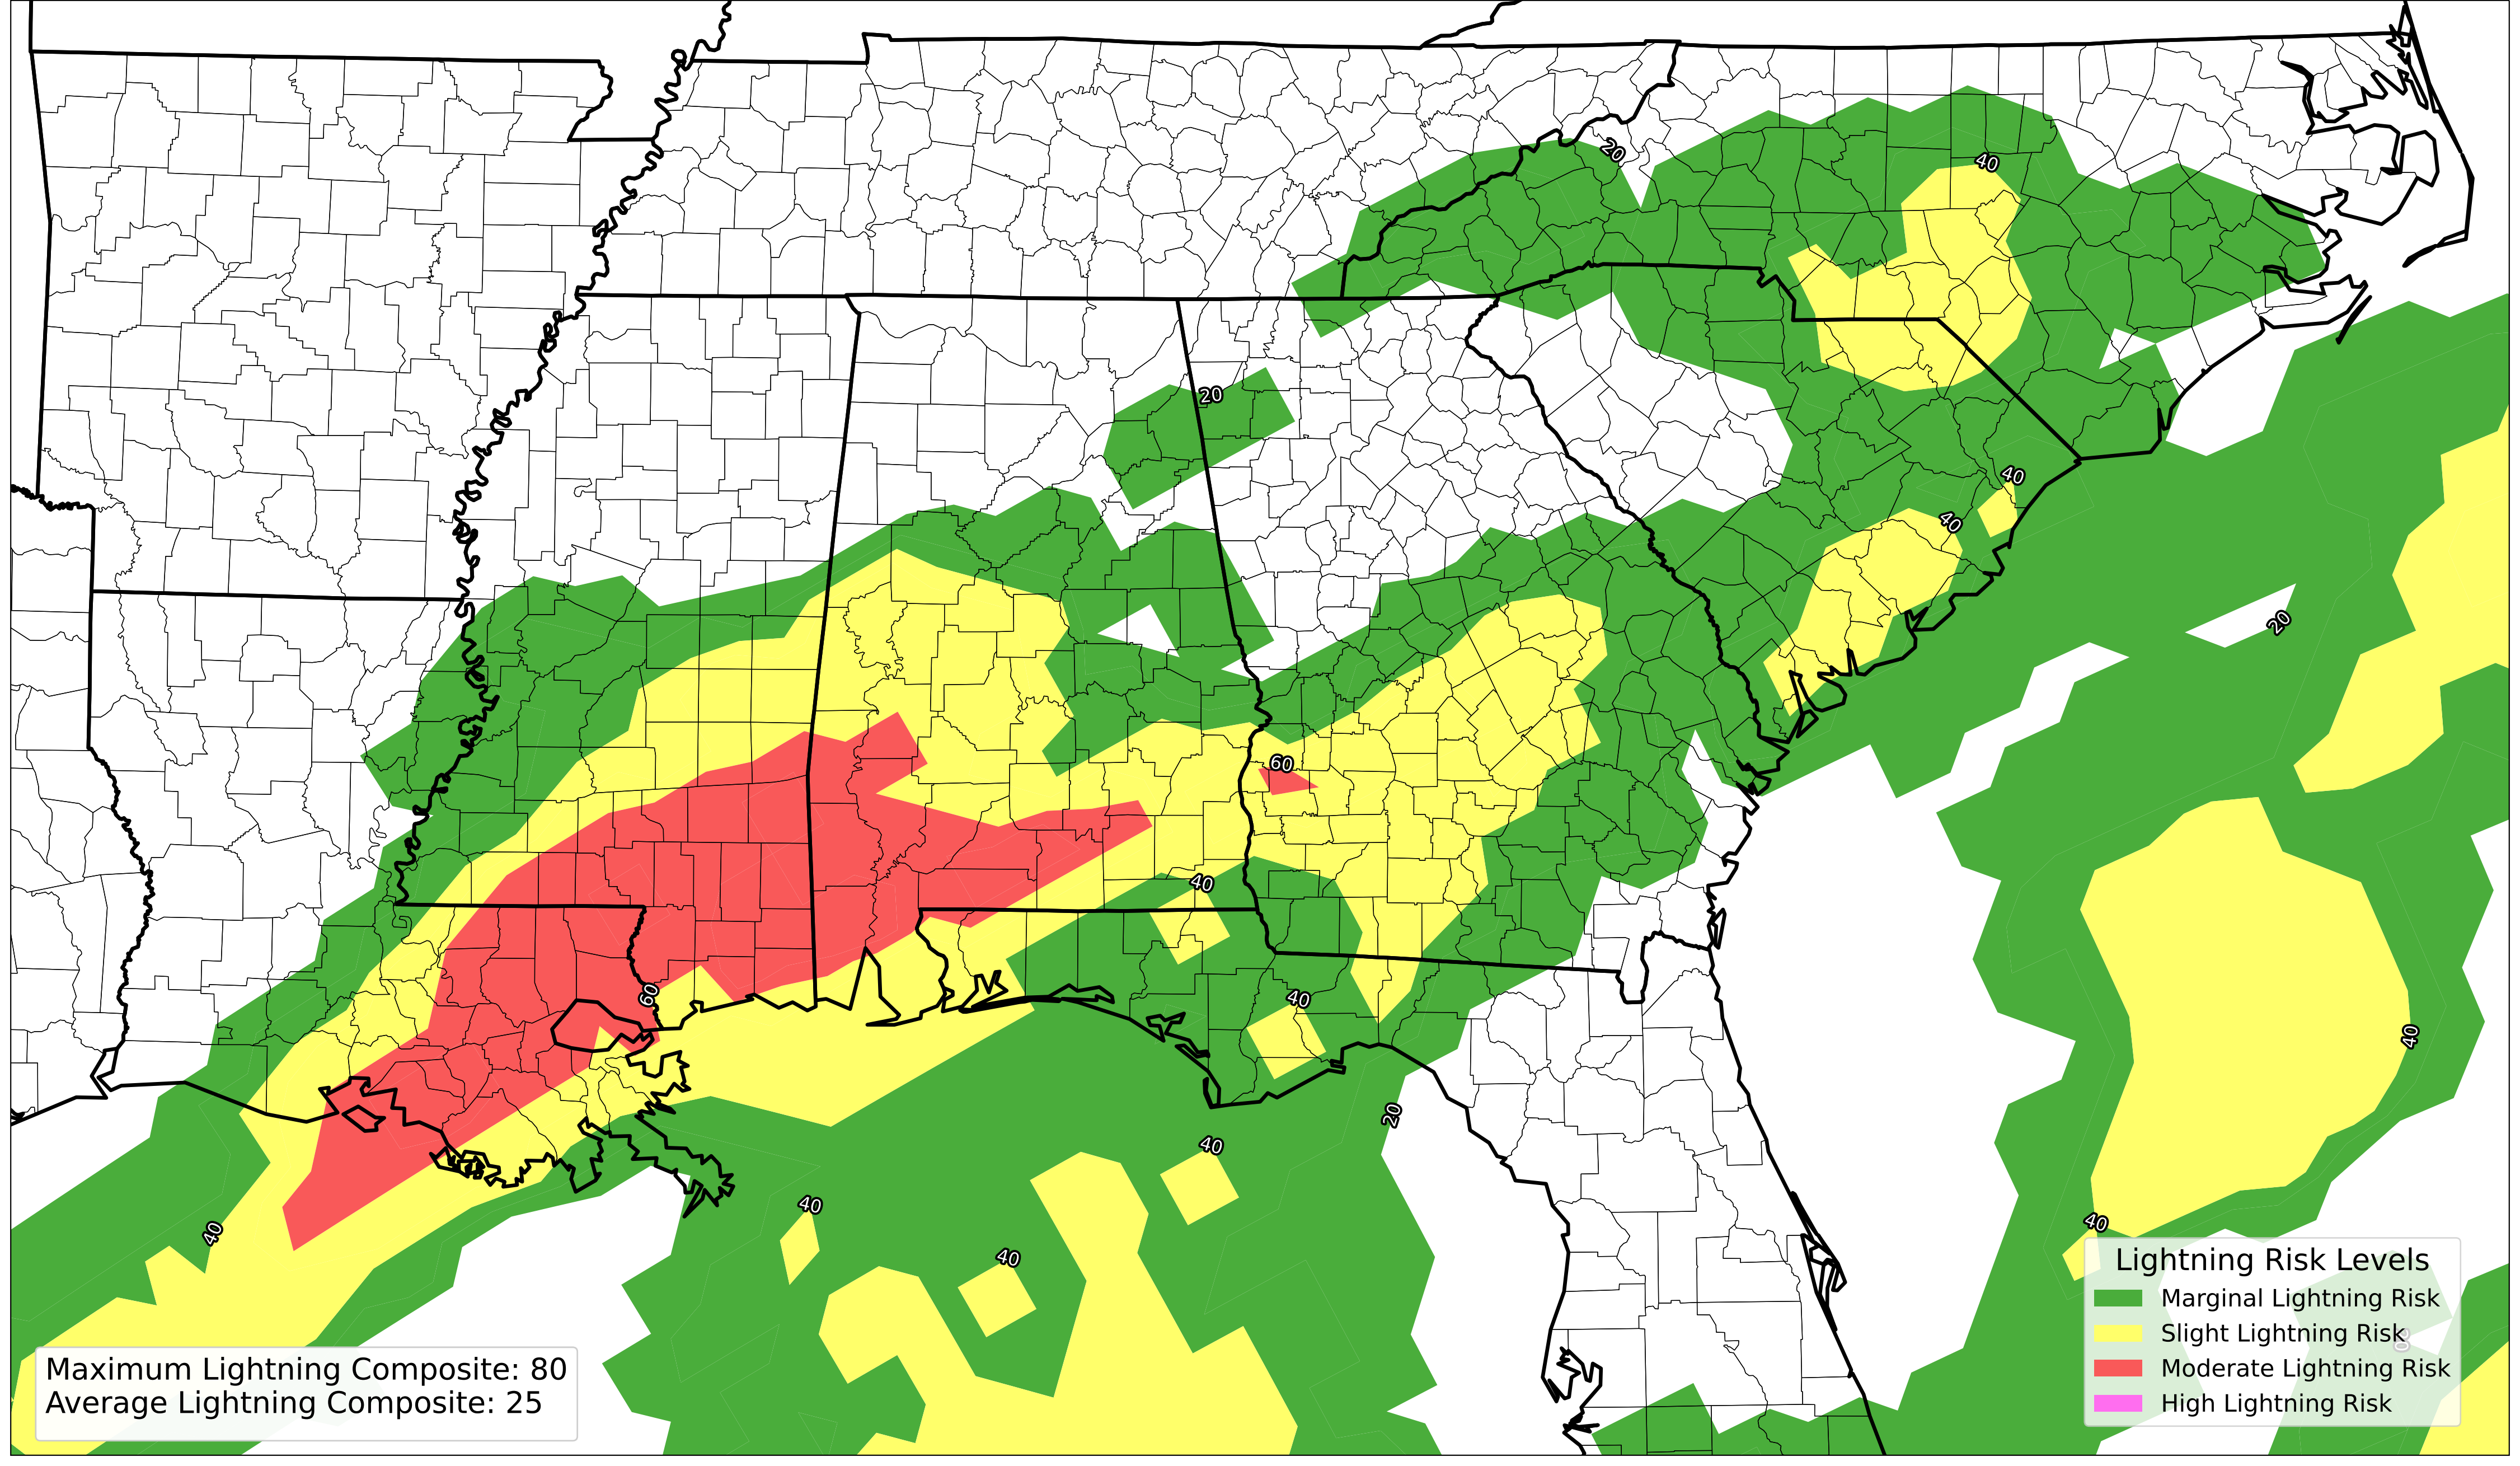 20
40
20
40
40
20
60
40
60
40
40
20
40
40
40
40
40
Lightning Risk Levels
Marginal Lightning Risk
Slight Lightning Risk
Moderate Lightning Risk
High Lightning Risk
Maximum Lightning Composite: 80
Average Lightning Composite: 25